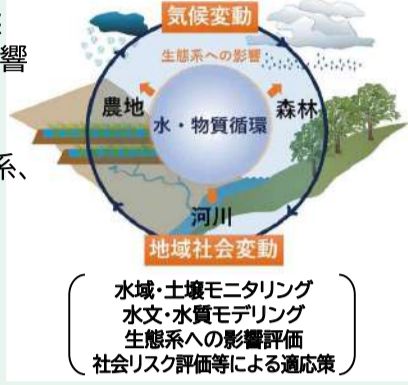 響
系、
気候変動
生態系への影響
農地
森林
水・物質循環
河川
地域社会変動
水域・土壌モニタリング
水文・水質モデリング
生態系への影響評価
社会リスク評価等による適応策